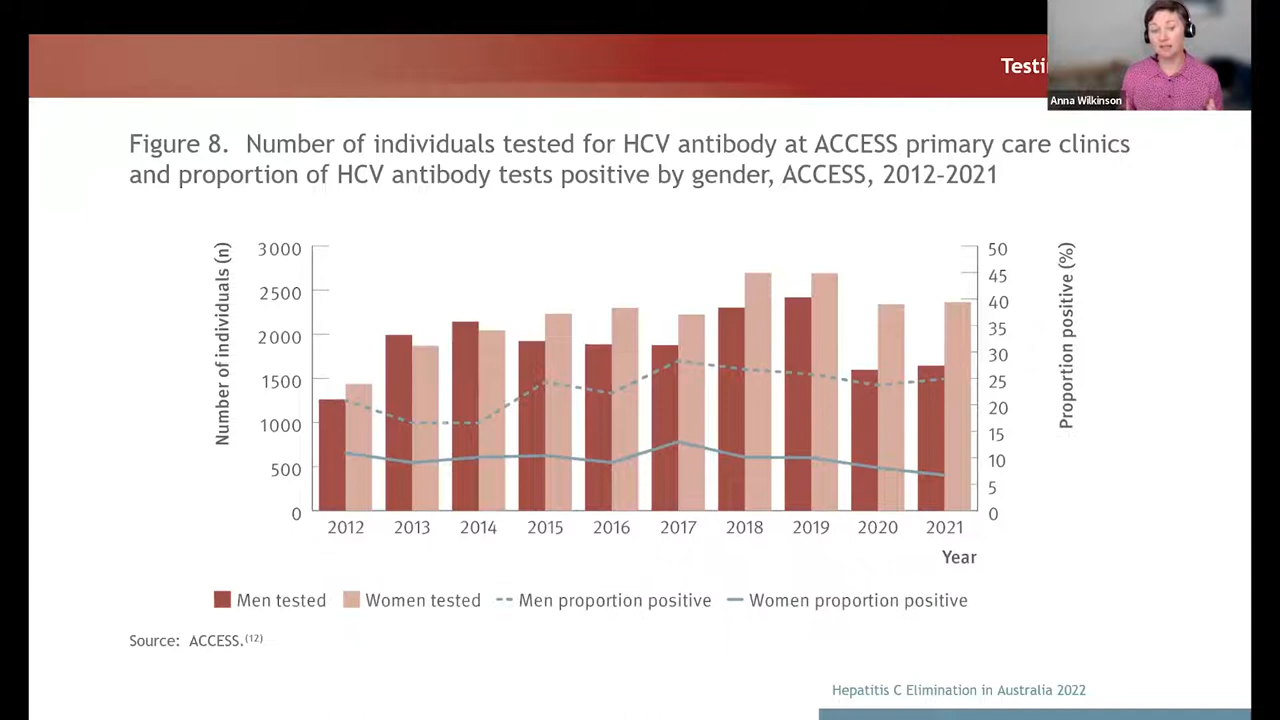 Anna Wilkinson
Figure 8. Number of individuals tested for HCV antibody at ACCESS primary care clinics
and proportion of HCV antibody tests positive by gender, ACCESS, 2012–2021
Number of individuals (n)
3000
2500
2000
1500
1000
500
0
50
45
40
35
30
25
20
15
10
5
0
Proportion positive (%)
2012 2013 2014 2015 2016 2017 2018 2019 2020 2021
Year
Men tested Women tested Men proportion positive Women proportion positive
Source: ACCESS.(12)
Hepatitis C Elimination in Australia 2022